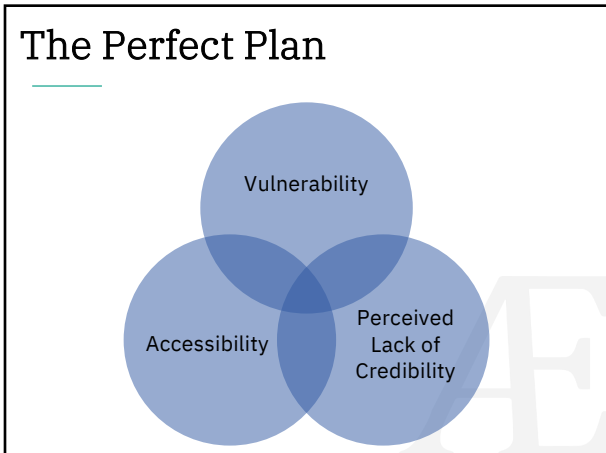 The Perfect Plan
Vulnerability
Accessibility
Perceived
Lack of
Credibility
Æ